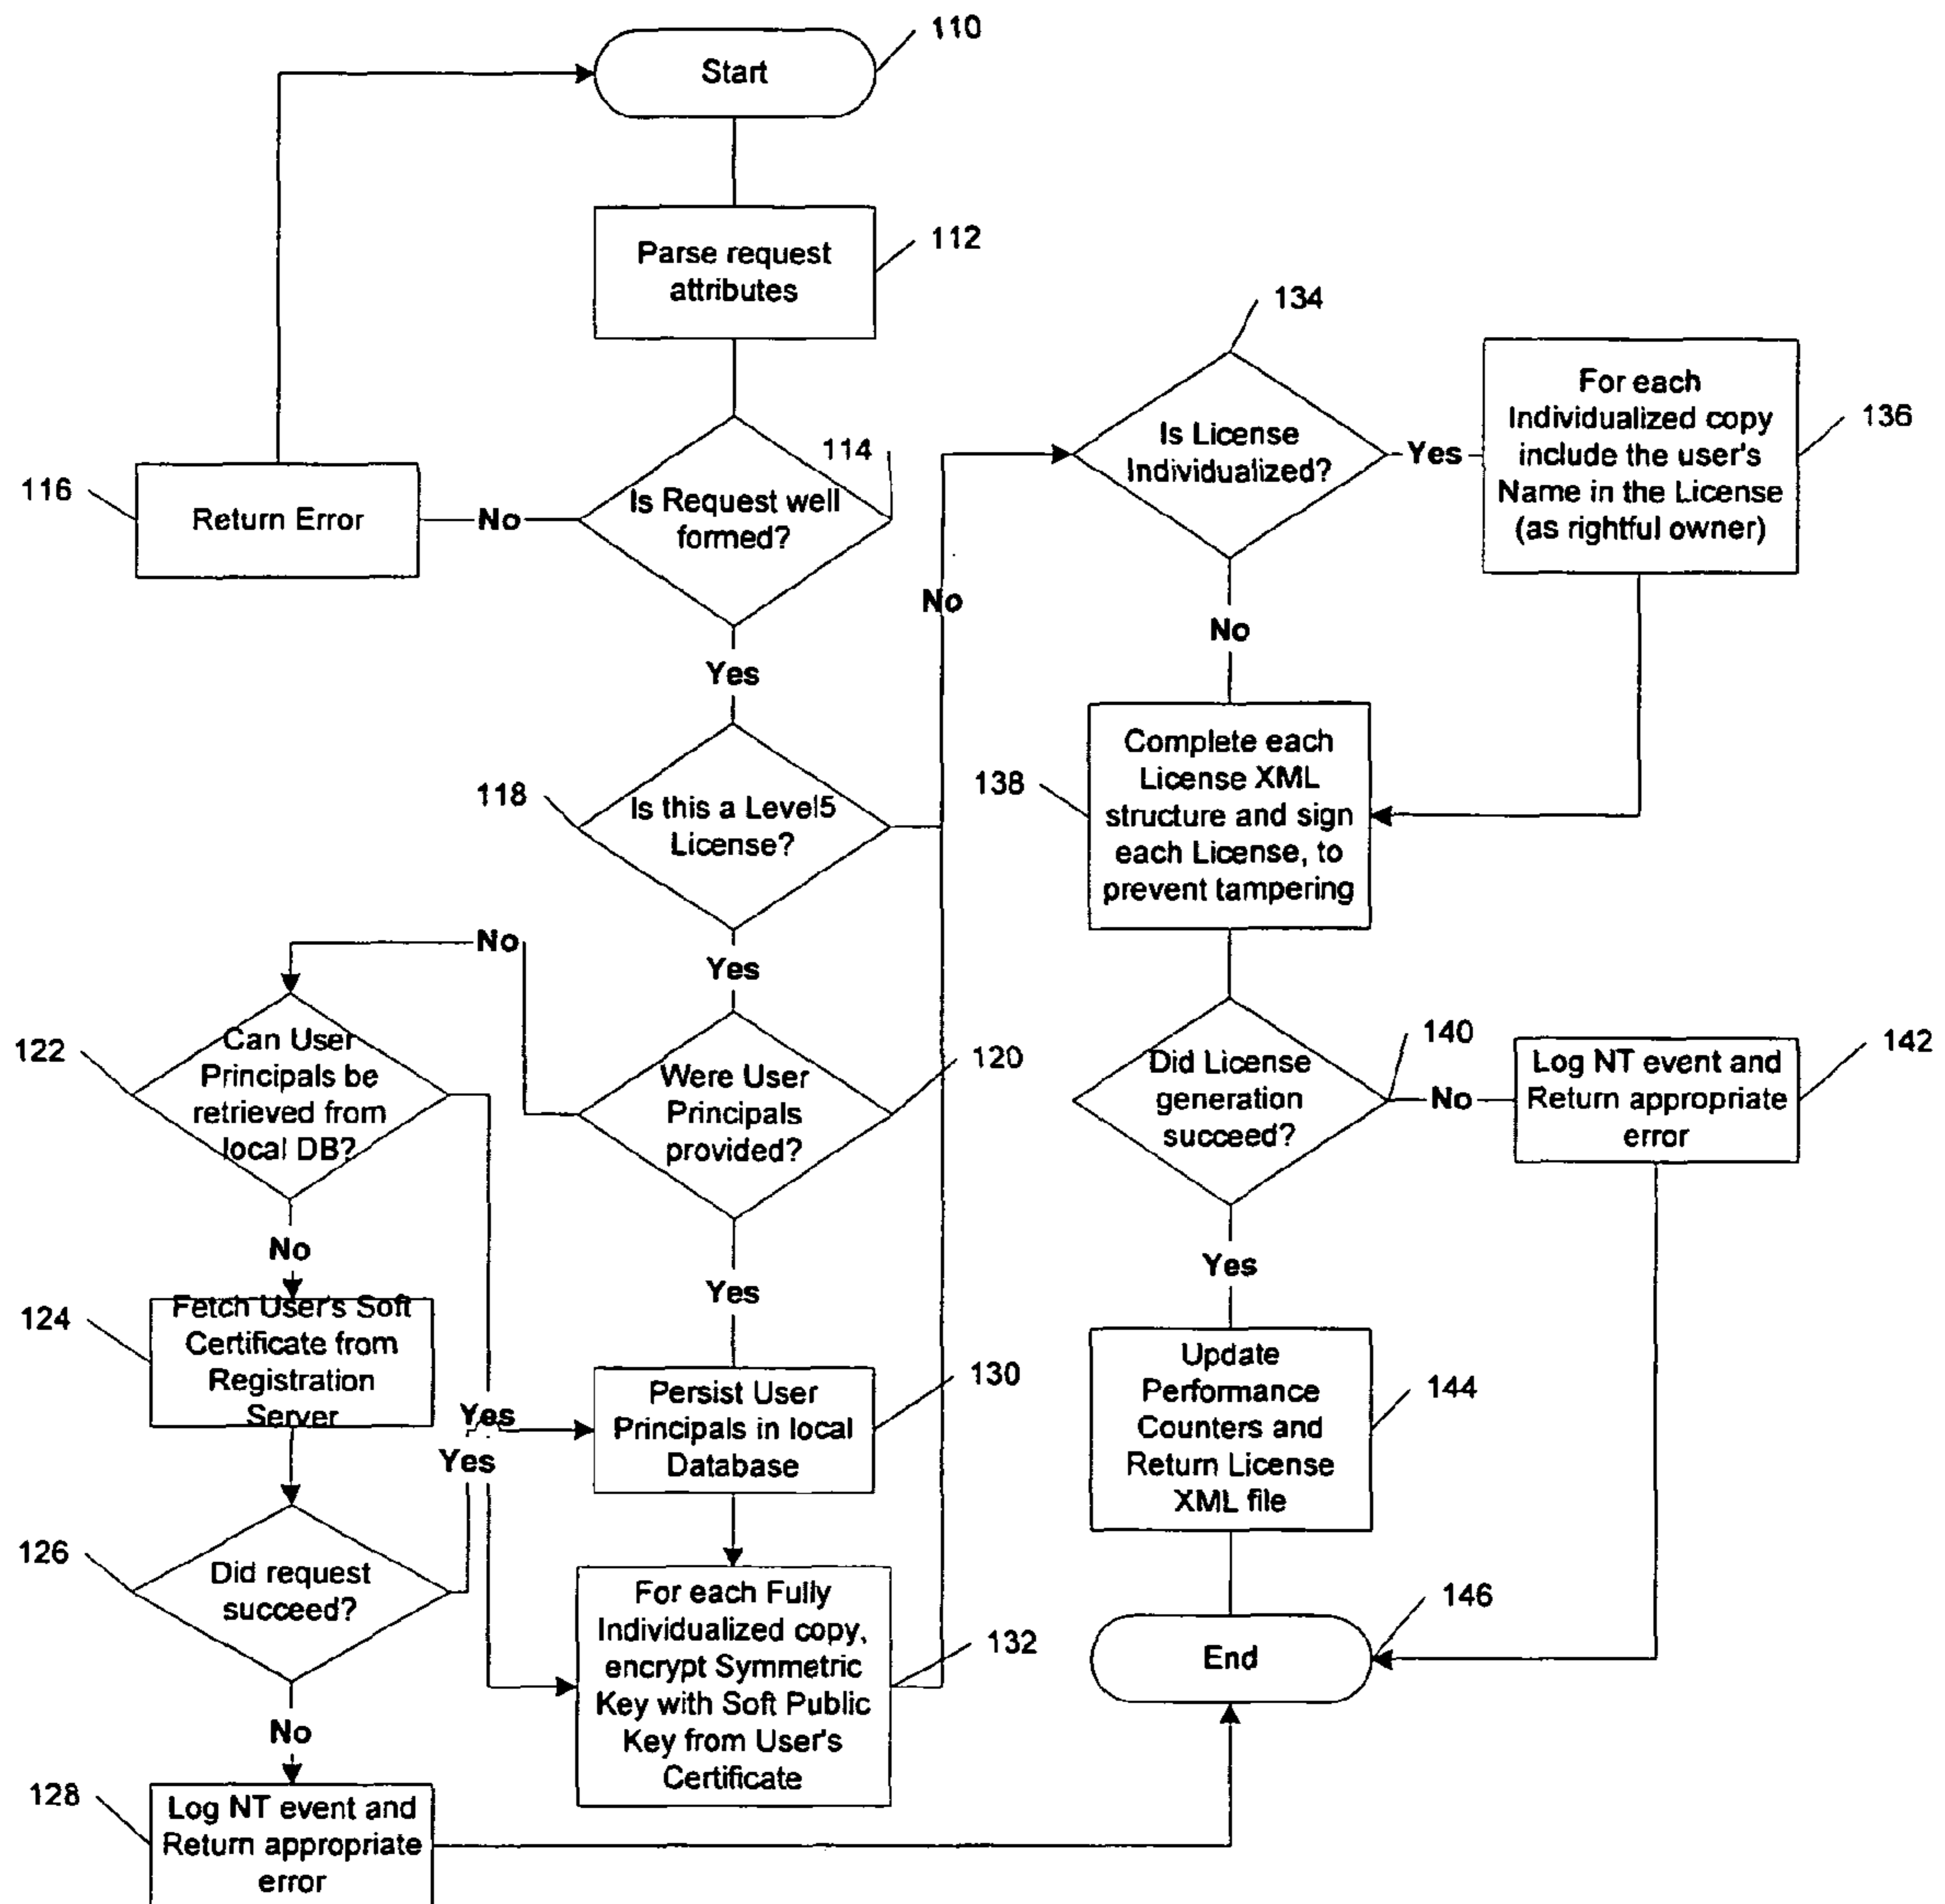 110
Start
112
Parse request
attributes
114
Is Request well
formed?
No
116
Return Error
Yes
118
Is this a Level5
License?
No
Yes
120
Were User
Principals
provided?
No
122
Can User
Principals be
retrieved from
local DB?
No
Yes
124
Fetch User's Soft
Certificate from
Registration
Server
126
Did request
succeed?
Yes
No
128
Log NT event and
Return appropriate
error
Yes
130
Persist User
Principals in local
Database
132
For each Fully
Individualized copy,
encrypt Symmetric
Key with Soft Public
Key from User's
Certificate
134
Is License
Individualized?
Yes
136
For each
Individualized copy
include the user's
Name in the License
(as rightful owner)
No
138
Complete each
License XML
structure and sign
each License, to
prevent tampering
140
Did License
generation
succeed?
No
142
Log NT event and
Return appropriate
error
Yes
144
Update
Performance
Counters and
Return License
XML file
146
End